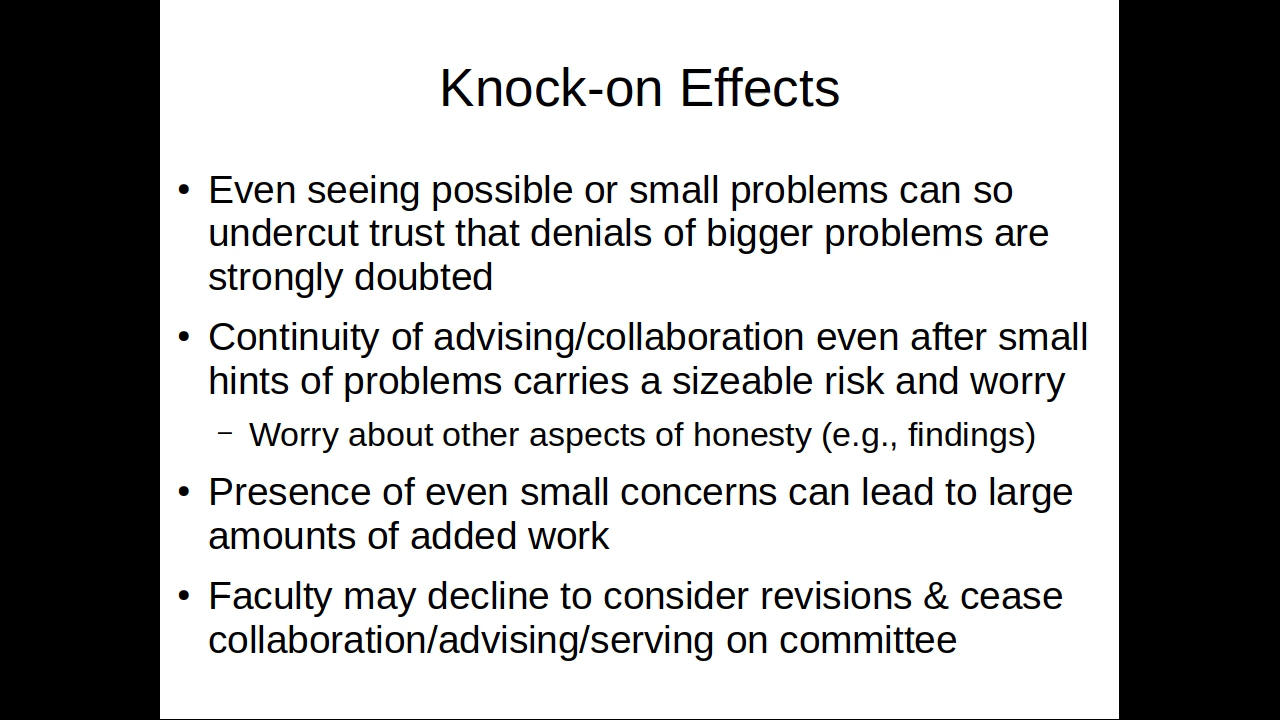 Knock-on Effects
• Even seeing possible or small problems can so
undercut trust that denials of bigger problems are
strongly doubted
• Continuity of advising/collaboration even after small
hints of problems carries a sizeable risk and worry
– Worry about other aspects of honesty (e.g., findings)
• Presence of even small concerns can lead to large
amounts of added work
• Faculty may decline to consider revisions & cease
collaboration/advising/serving on committee